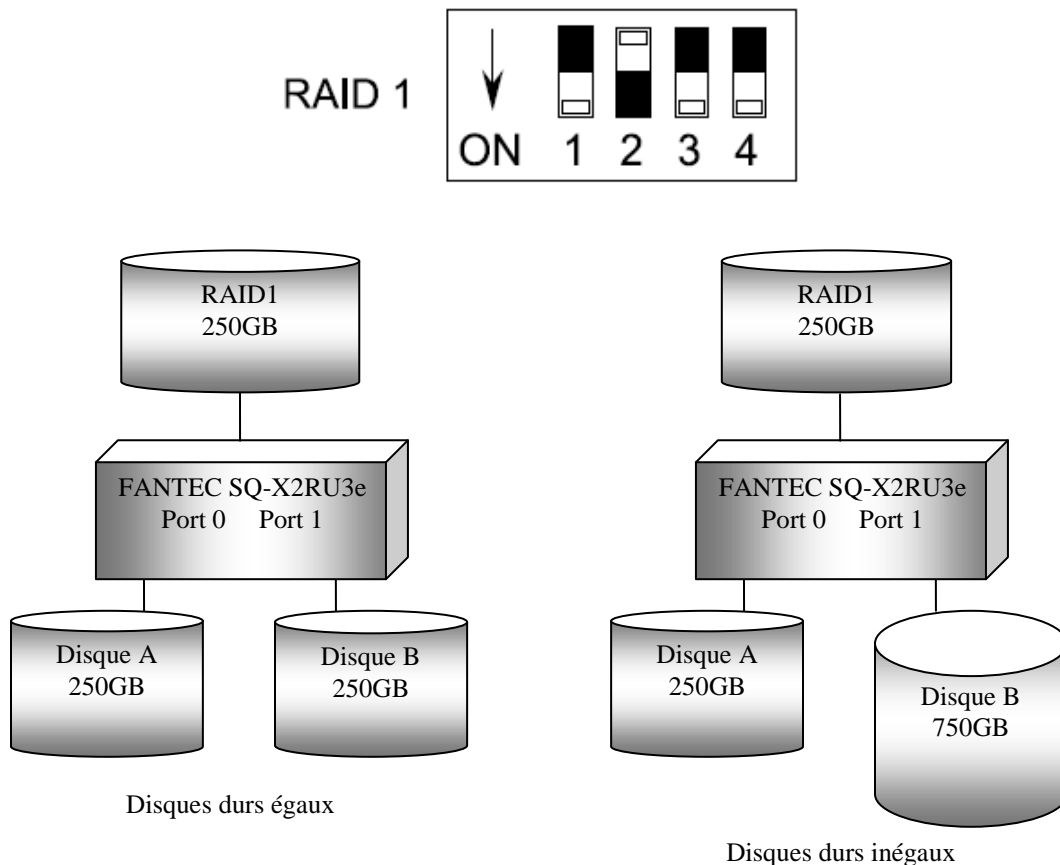 RAID 1
ON 1 2 3 4
RAID1
250GB
FANTEC SQ-X2RU3e
Port 0 Port 1
Disque A
250GB
Disque B
250GB
Disques durs égaux
RAID1
250GB
FANTEC SQ-X2RU3e
Port 0 Port 1
Disque A
250GB
Disque B
750GB
Disques durs inégaux